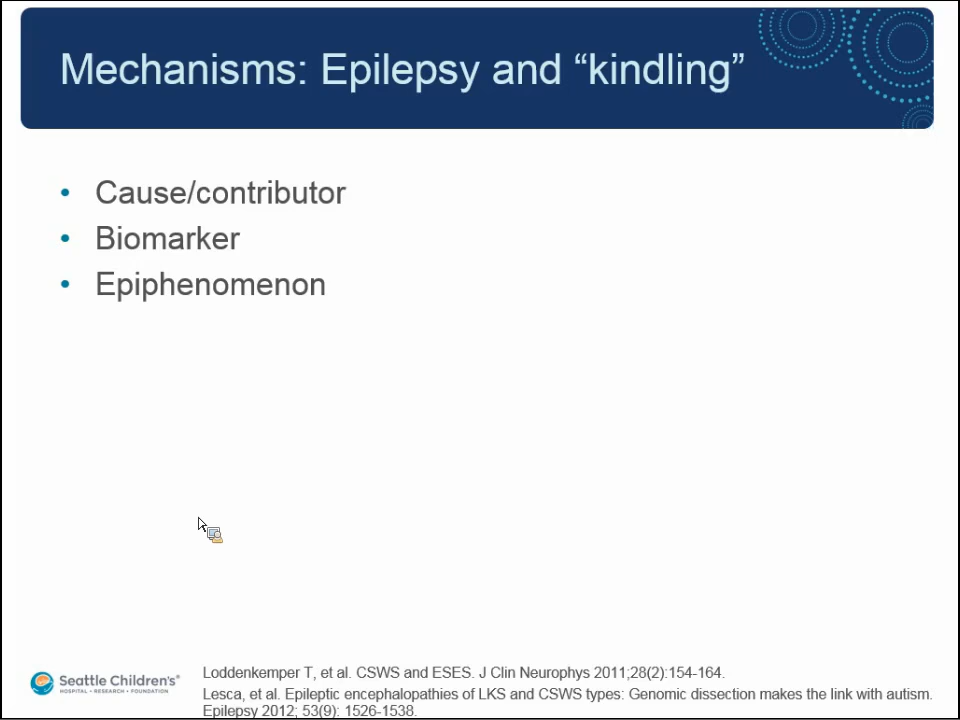 Mechanisms: Epilepsy and “kindling”
• Cause/contributor
• Biomarker
• Epiphenomenon
Seattle Children's®
HOSPITAL • RESEARCH • FOUNDATION
Loddenkemper T, et al. CSWS and ESES. J Clin Neurophys 2011;28(2):154-164.
Lesca, et al. Epileptic encephalopathies of LKS and CSWS types: Genomic dissection makes the link with autism.
Epilepsy 2012; 53(9): 1526-1538.